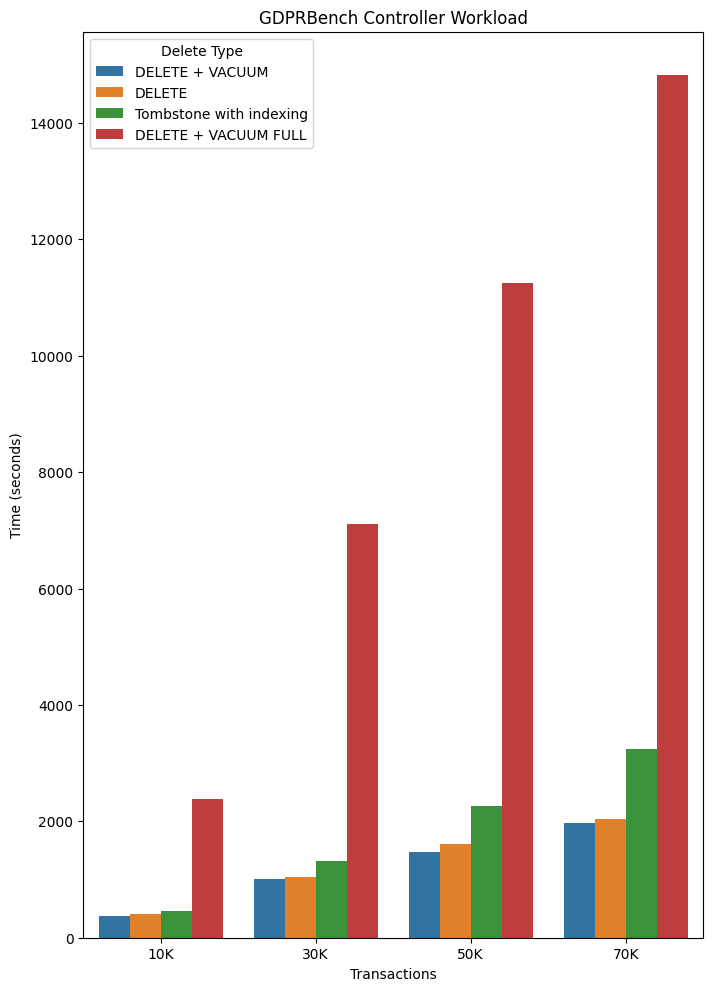 GDPRBench Controller Workload
Delete Type
DELETE + VACUUM
DELETE
Tombstone with indexing
DELETE + VACUUM FULL
14000
12000
10000
8000
6000
4000
2000
0
Time (seconds)
10K 30K 50K 70K
Transactions